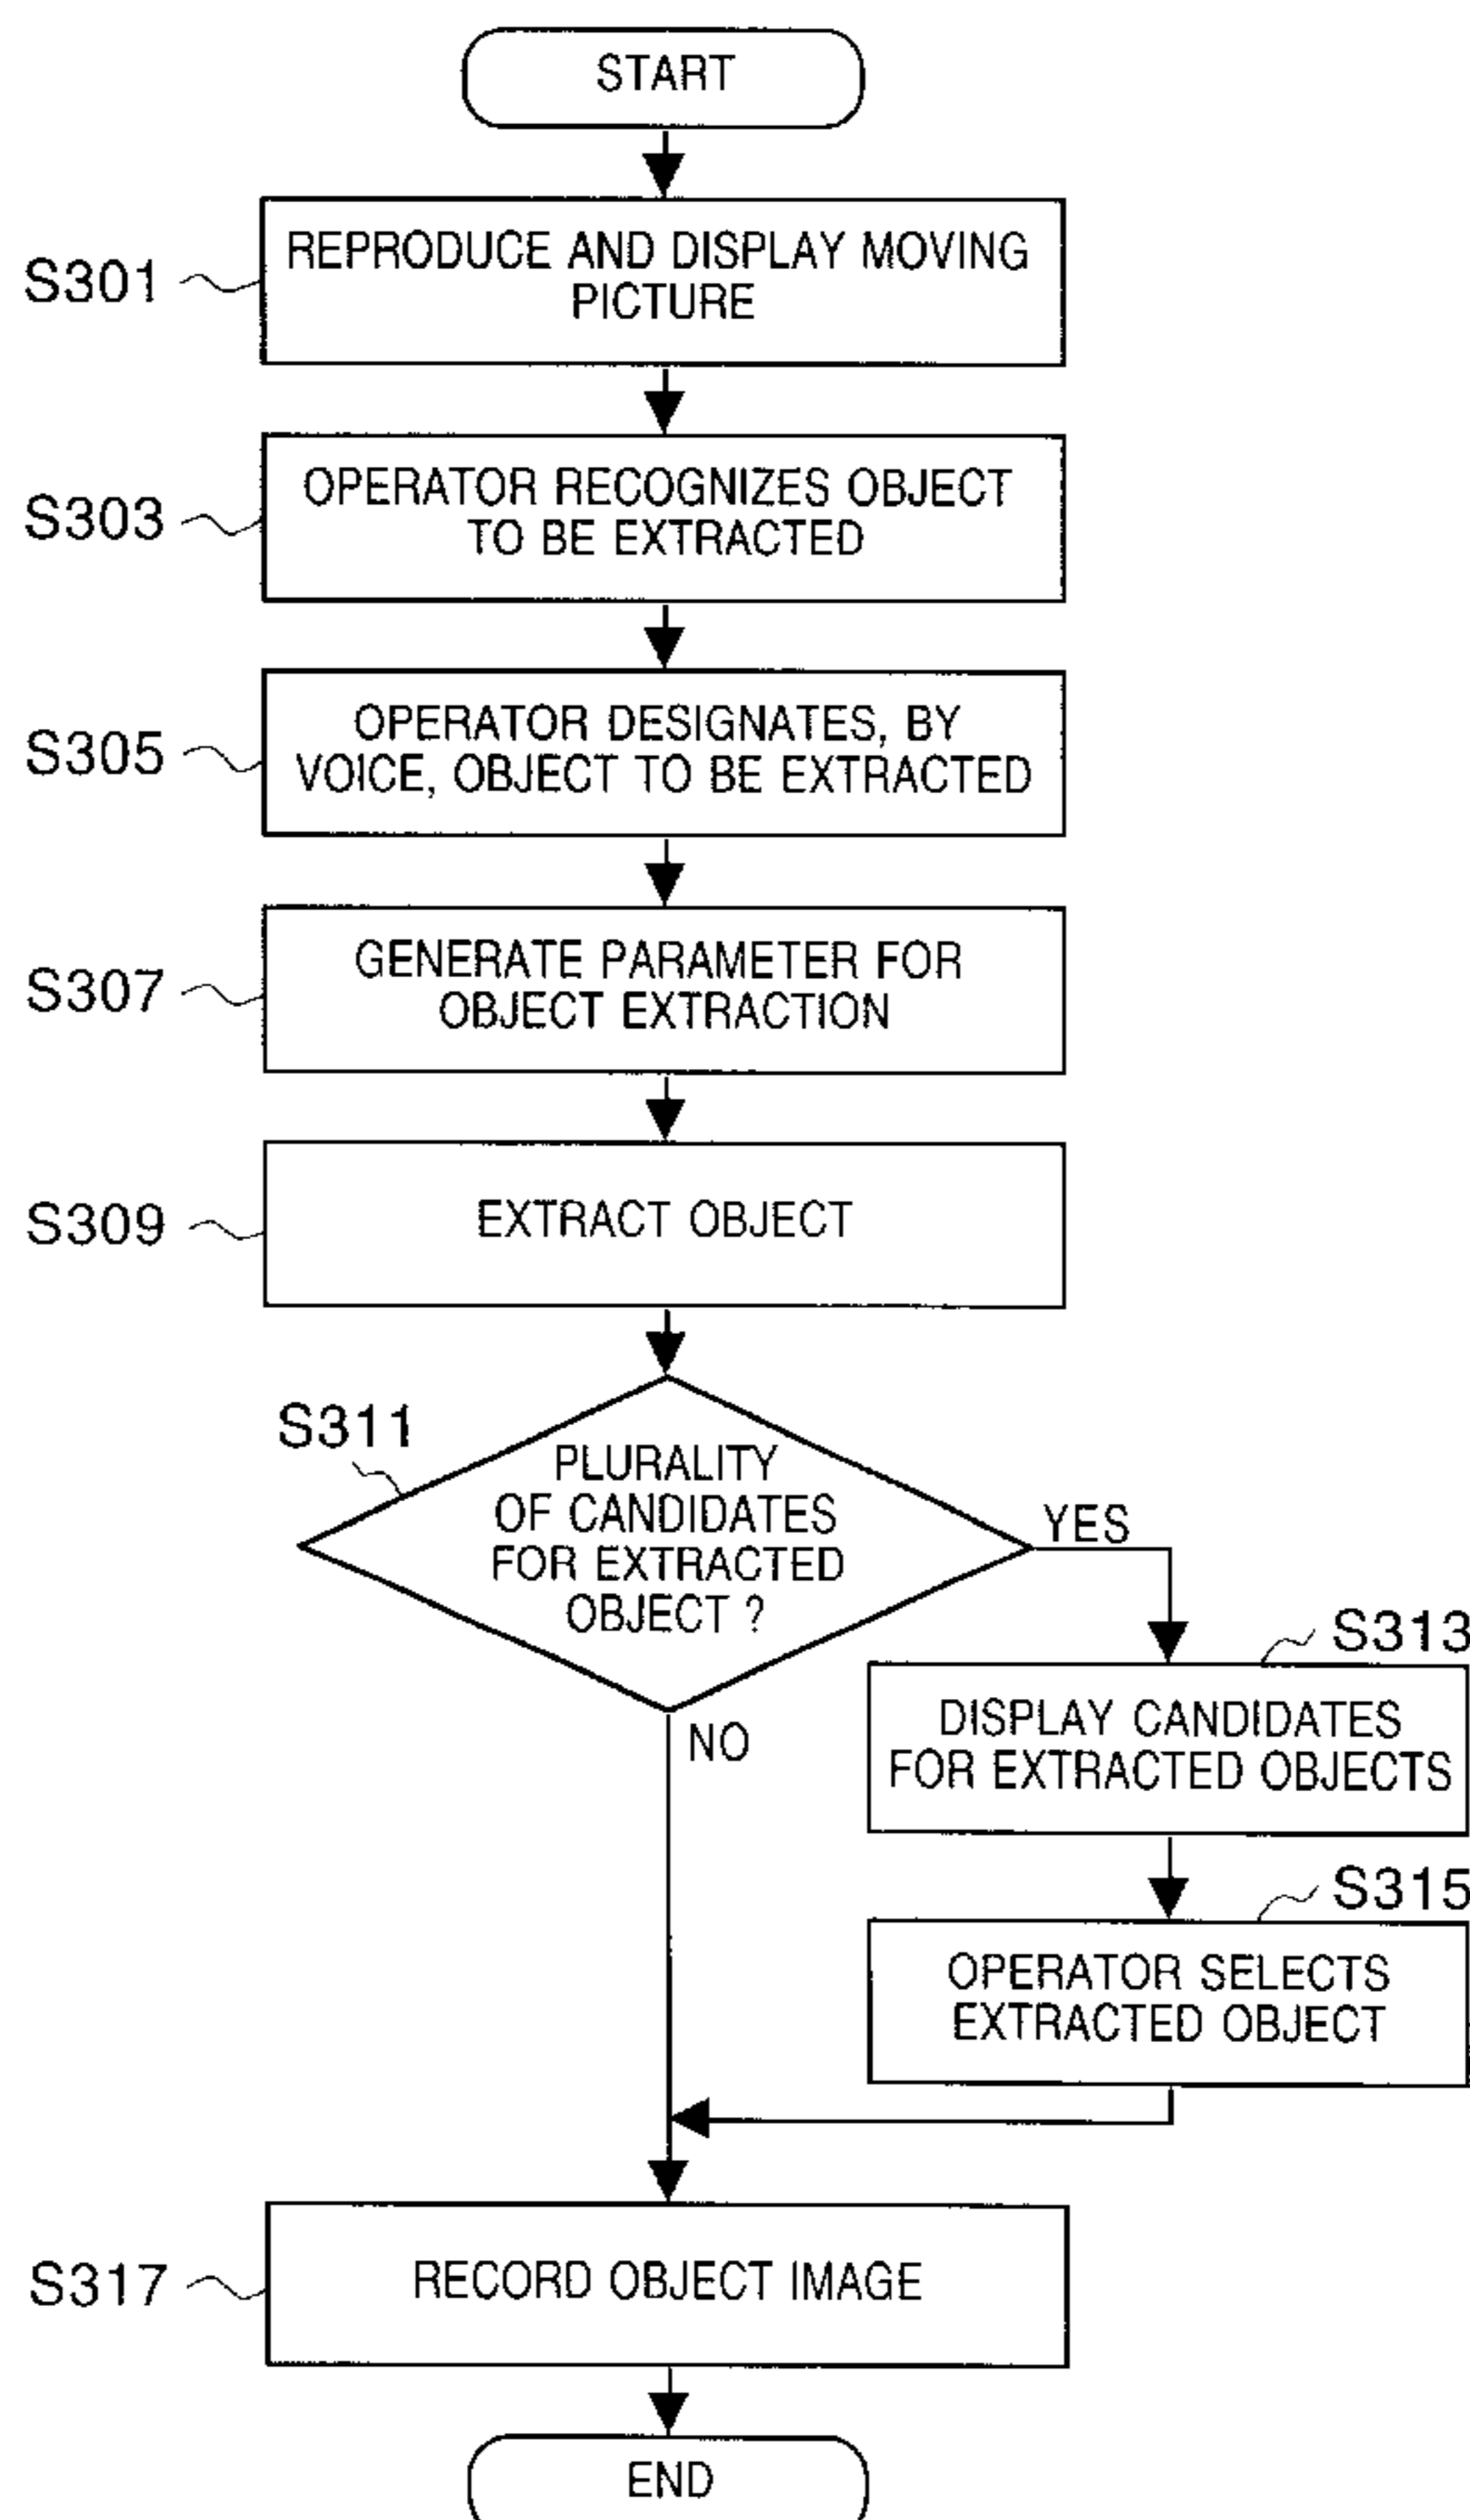 START
S301
REPRODUCE AND DISPLAY MOVING
PICTURE
S303
OPERATOR RECOGNIZES OBJECT
TO BE EXTRACTED
S305
OPERATOR DESIGNATES, BY
VOICE, OBJECT TO BE EXTRACTED
S307
GENERATE PARAMETER FOR
OBJECT EXTRACTION
S309
EXTRACT OBJECT
S311
PLURALITY
OF CANDIDATES
FOR EXTRACTED
OBJECT ?
YES
NO
S313
DISPLAY CANDIDATES
FOR EXTRACTED OBJECTS
S315
OPERATOR SELECTS
EXTRACTED OBJECT
S317
RECORD OBJECT IMAGE
END